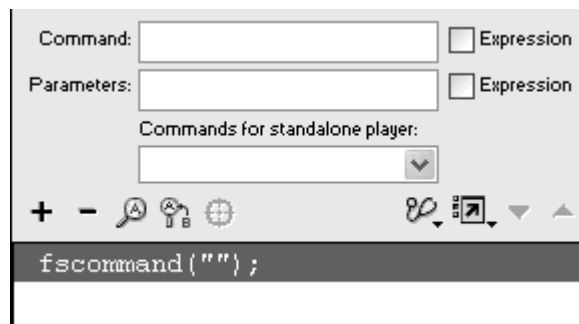 Command: Expression
Parameters: Expression
Commands for standalone player:
fscommand("");